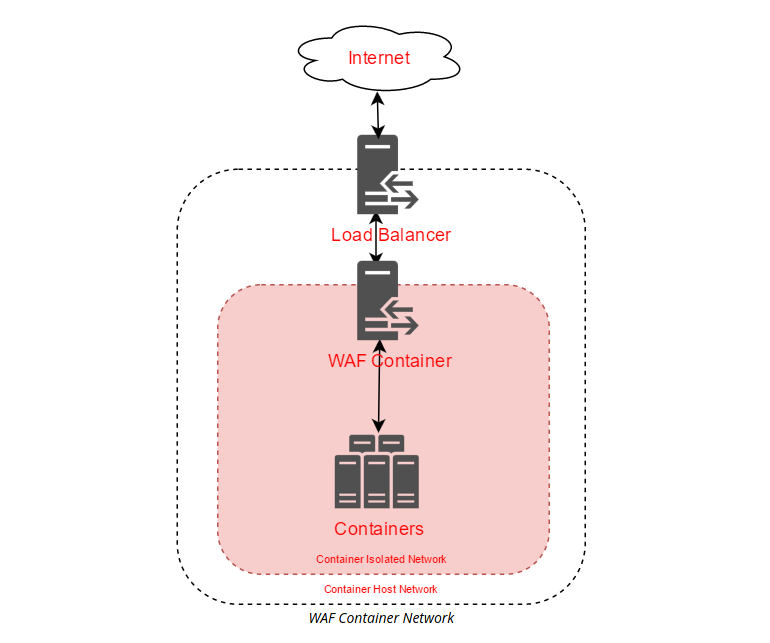 Internet
Load Balancer
WAF Container
Containers
Container Isolated Network
Container Host Network
WAF Container Network